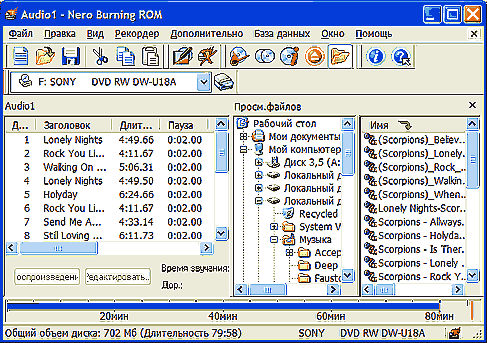 Audio1 - Nero Burning ROM
Файл Правка Вид Рекордер Дополнительно База данных Окно Помощь
F: SONY DVD RW DW-U18A
Audio1
Просм.файлов
Д... Заголовок Длит... Пауза
1 Lonely Nights 4:49.66 0:02.00
2 Rock You Li... 4:11.67 0:02.00
3 Walking On ... 5:06.31 0:02.00
4 Lonely Nights 4:49.50 0:02.00
5 Holyday 6:24.66 0:02.00
6 Rock You Li... 4:11.67 0:02.00
7 Send Me A... 4:33.14 0:02.00
8 Stil Loving ... 6:11.73 0:02.00
оспроизведени
Редактировать..
Время звучания:
Дор.:
Рабочий стол
Мои документы
Мой компьютер
Диск 3,5 (A:
Локальный д
Локальный д
Recycled
System V
Музыка
Accep
Deep
Faust
Локальный д
Имя
(Scorpions)_Believ...
(Scorpions)_Lonely...
(Scorpions)_Rock_...
(Scorpions)_Walkin...
(Scorpions)_When...
Lonely Nights-Scor...
Scorpions - Allways...
Scorpions - Holyda...
Scorpions - Is Ther...
Scorpions - Lonely ...
Scorpions - Rock Y...
20мин 40мин 60мин 80мин
Общий объем диска: 702 Мб (Длительность 79:58) SONY DVD RW DW-U18A